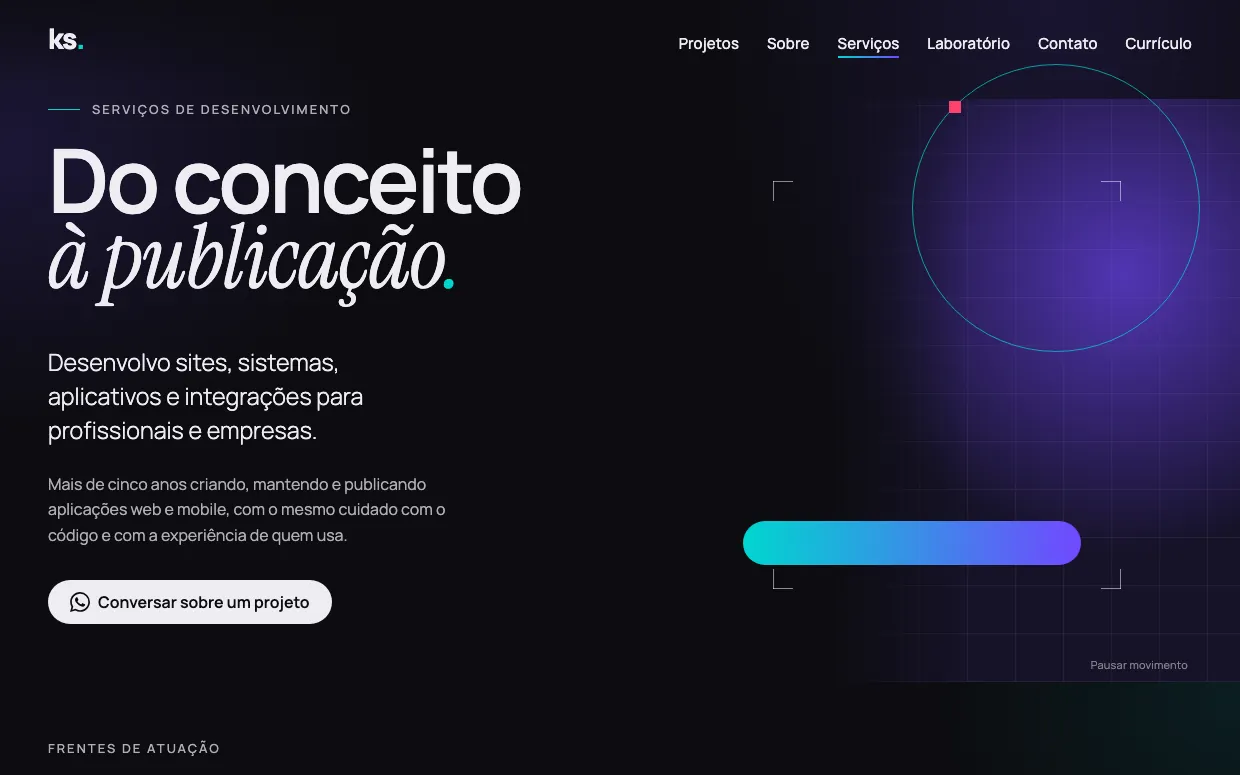 ks.
Projetos Sobre Serviços Laboratório Contato Currículo
SERVIÇOS DE DESENVOLVIMENTO
Do conceito
à publicação.
Desenvolvo sites, sistemas,
aplicativos e integrações para
profissionais e empresas.
Mais de cinco anos criando, mantendo e publicando
aplicações web e mobile, com o mesmo cuidado com o
código e com a experiência de quem usa.
Conversar sobre um projeto
Pausar movimento
FRENTES DE ATUAÇÃO